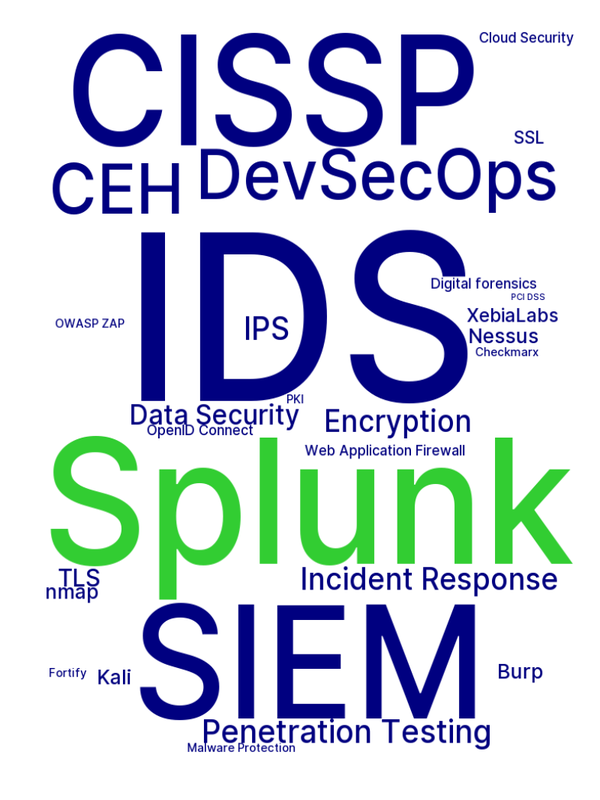 CISSP
Cloud Security
SSL
CEH
DevSecOps
IDS
Digital forensics
PCI DSS
XebiaLabs
OWASP ZAP
IPS
Nessus
Checkmarx
PKI
Data Security
Encryption
OpenID Connect
Web Application Firewall
Splunk
TLS
Incident Response
nmap
SIEM
Fortify
Kali
Burp
Penetration Testing
Malware Protection